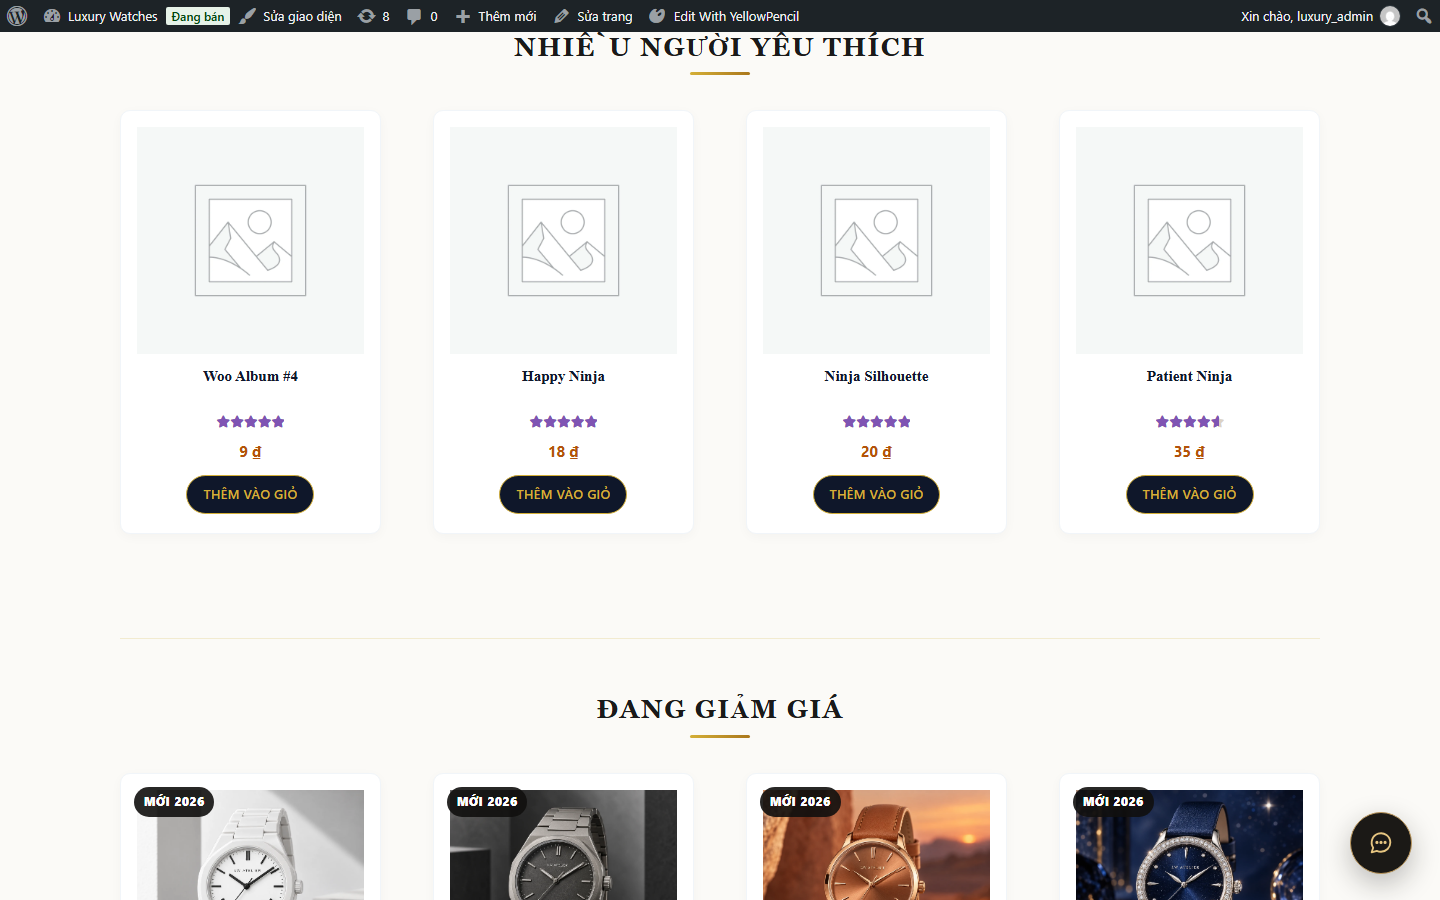 Luxury Watches Đang bán Sửa giao diện 8 0 Thêm mới Sửa trang Edit With YellowPencil Xin chào, luxury_admin
NHIỀU NGƯỜI YÊU THÍCH
Woo Album #4 Happy Ninja Ninja Silhouette Patient Ninja
9 ₫ 18 ₫ 20 ₫ 35 ₫
THÊM VÀO GIỎ THÊM VÀO GIỎ THÊM VÀO GIỎ THÊM VÀO GIỎ
ĐANG GIẢM GIÁ
MỚI 2026 MỚI 2026 MỚI 2026 MỚI 2026